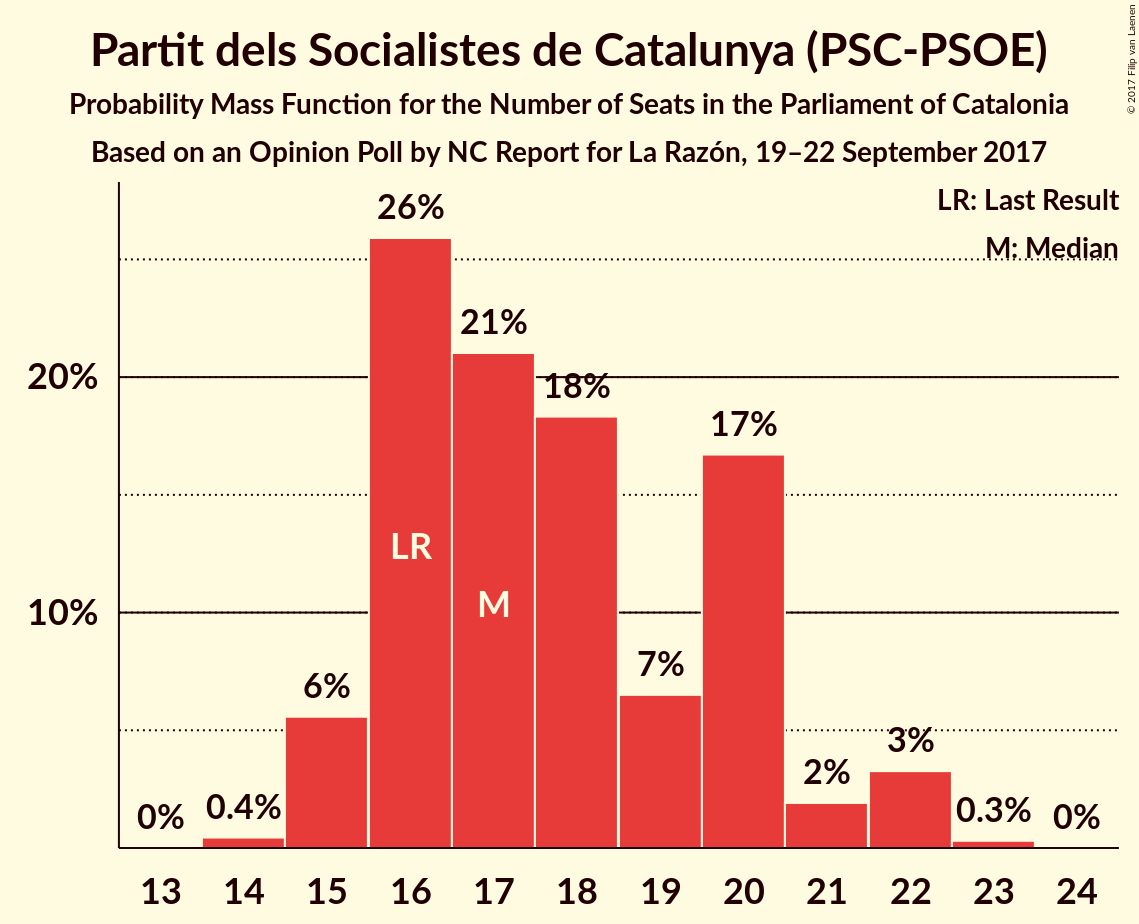 Partit dels Socialistes de Catalunya (PSC-PSOE)
Probability Mass Function for the Number of Seats in the Parliament of Catalonia
Based on an Opinion Poll by NC Report for La Razón, 19–22 September 2017
© 2017 Filip van Laenen
LR: Last Result
M: Median
26%
21%
20%
18%
17%
LR
M
10%
7%
6%
3%
2%
0%
0.4%
0.3%
0%
13 14 15 16 17 18 19 20 21 22 23 24